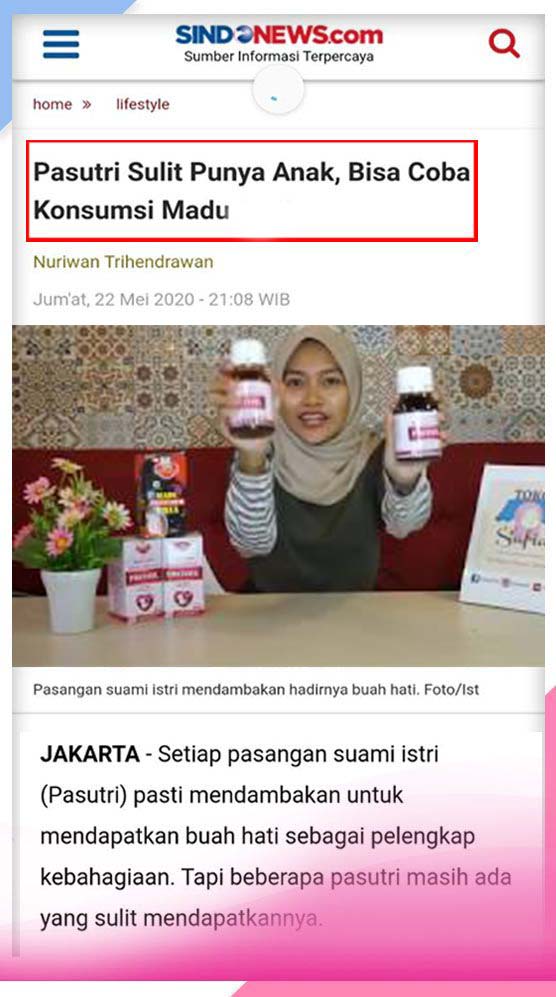 SINDONEWS.com
Sumber Informasi Terpercaya
home » lifestyle
Pasutri Sulit Punya Anak, Bisa Coba
Konsumsi Madu
Nuriwan Trihendrawan
Jum'at, 22 Mei 2020 - 21:08 WIB
TOKO
Pasangan suami istri mendambakan hadirnya buah hati. Foto/Ist
JAKARTA - Setiap pasangan suami istri
(Pasutri) pasti mendambakan untuk
mendapatkan buah hati sebagai pelengkap
kebahagiaan. Tapi beberapa pasutri masih ada
yang sulit mendapatkannya.